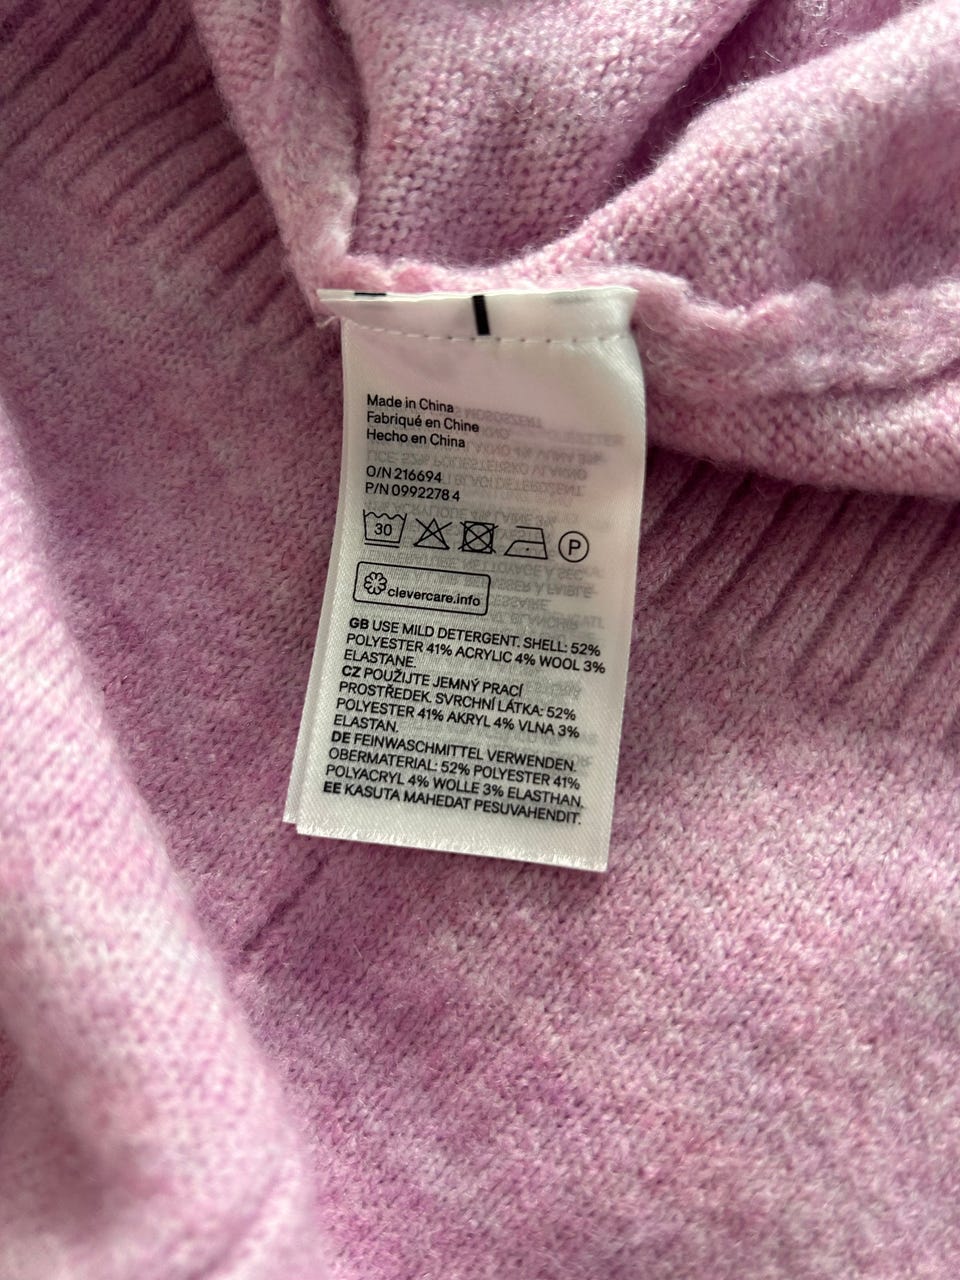 Made in China
Fabriqué en Chine
Hecho en China
O/N 216694
P/N 0992278 4
30
P
clevercare.info
GB USE MILD DETERGENT. SHELL: 52%
POLYESTER 41% ACRYLIC 4% WOOL 3%
ELASTANE.
CZ POUŽIJTE JEMNÝ PRACÍ
PROSTŘEDEK. SVRCHNÍ LÁTKA: 52%
POLYESTER 41% AKRYL 4% VLNA 3%
ELASTAN.
DE FEINWASCHMITTEL VERWENDEN.
OBERMATERIAL: 52% POLYESTER 41%
POLYACRYL 4% WOLLE 3% ELASTHAN.
EE KASUTA MAHEDAT PESUVAHENDIT.